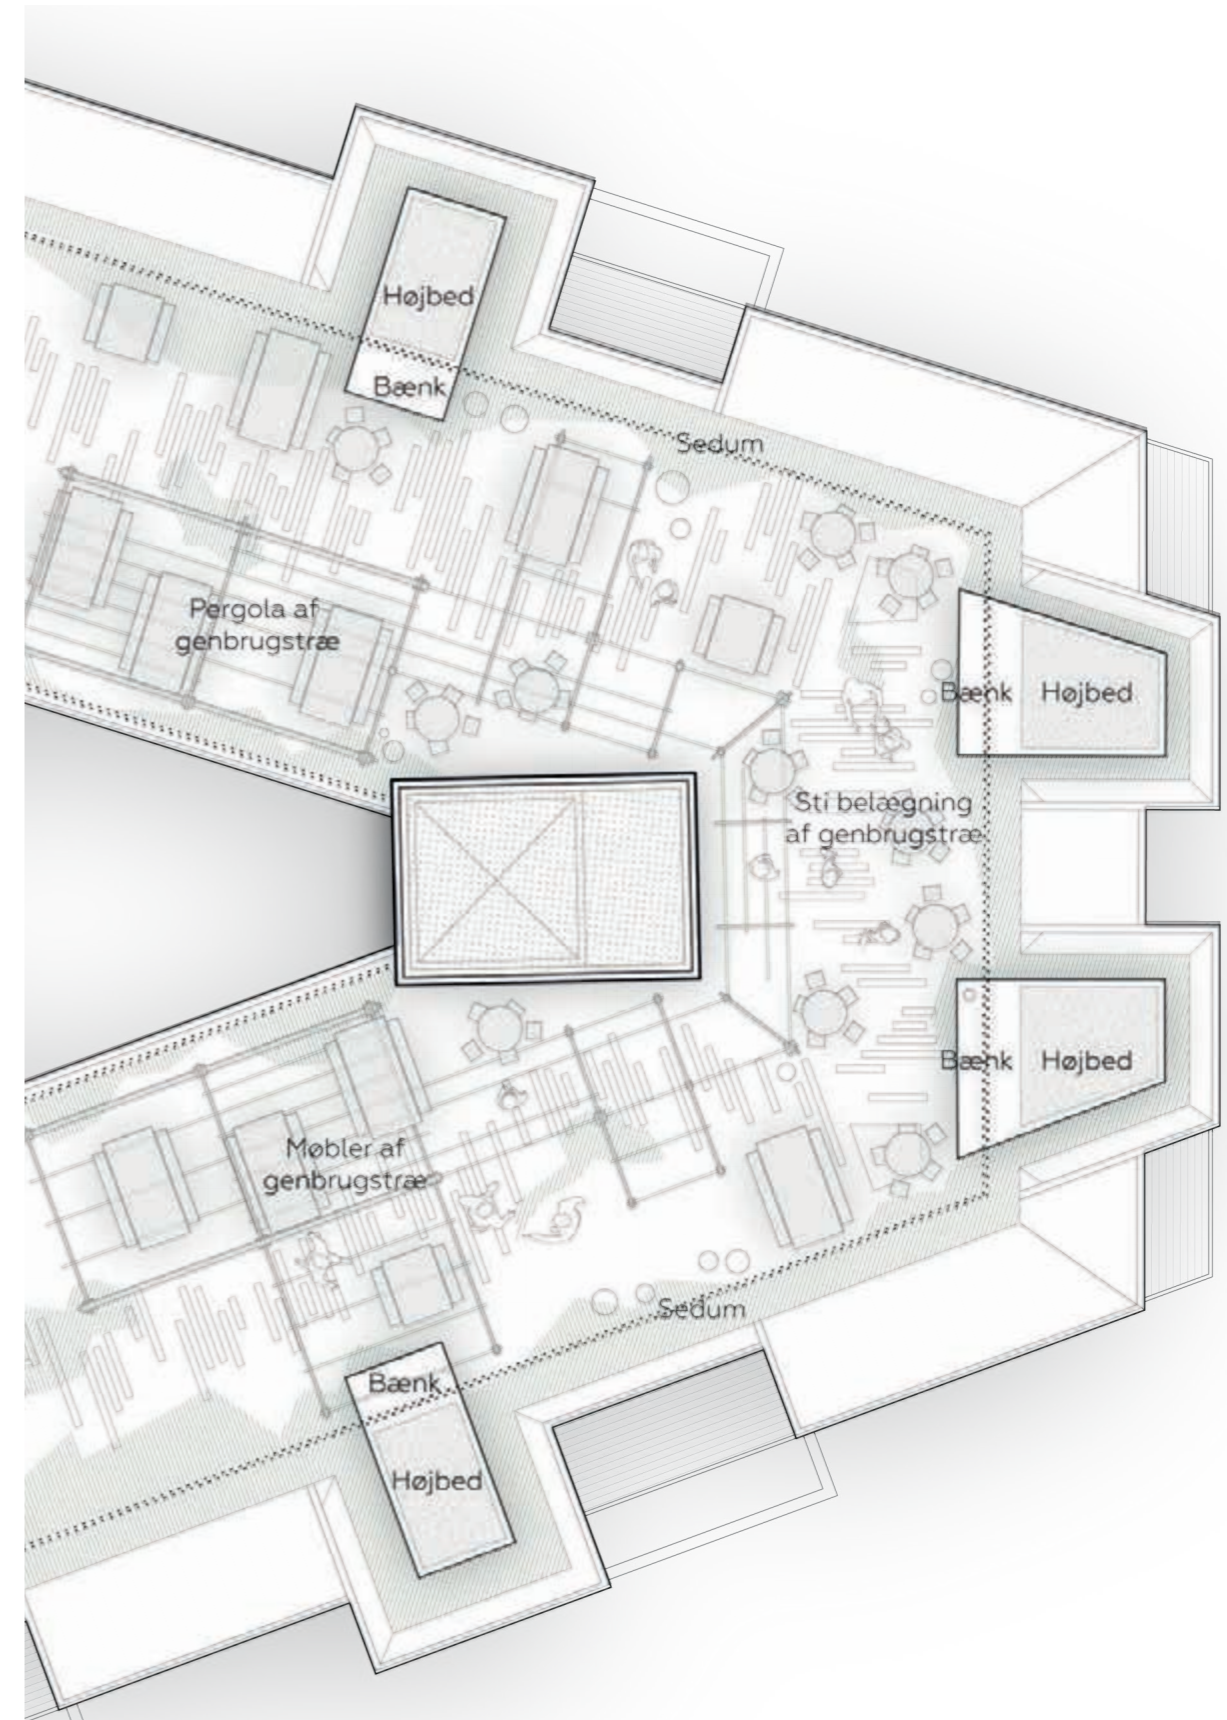 Højbed
Bænk
Sedum
Pergola af
genbrugstræ
Bænk
Højbed
Sti belægning
af genbrugstræ
Bænk
Højbed
Møbler af
genbrugstræ
Sedum
Bænk
Højbed